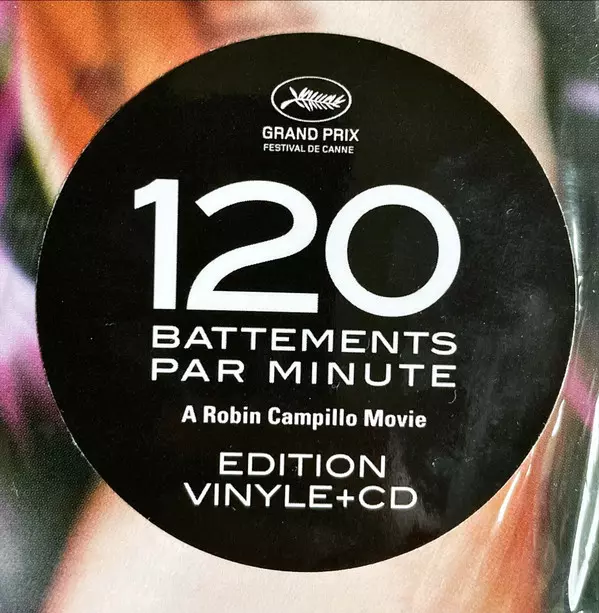 GRAND PRIX
FESTIVAL DE CANNE
120
BATTEMENTS
PAR MINUTE
A Robin Campillo Movie
EDITION
VINYLE+CD